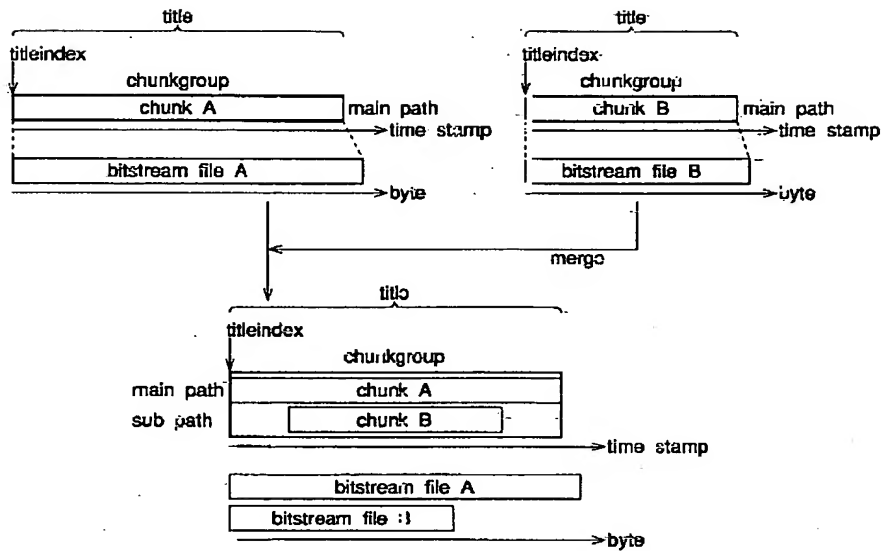 title
title
titleindex
titleindex
chunkgroup
chunkgroup
chunk A
main path
chunk B
main path
time stamp
time stamp
bitstream file A
bitstream file B
byte
byte
merge
title
titleindex
chunkgroup
main path
chunk A
sub path
chunk B
time stamp
bitstream file A
bitstream file B
byte